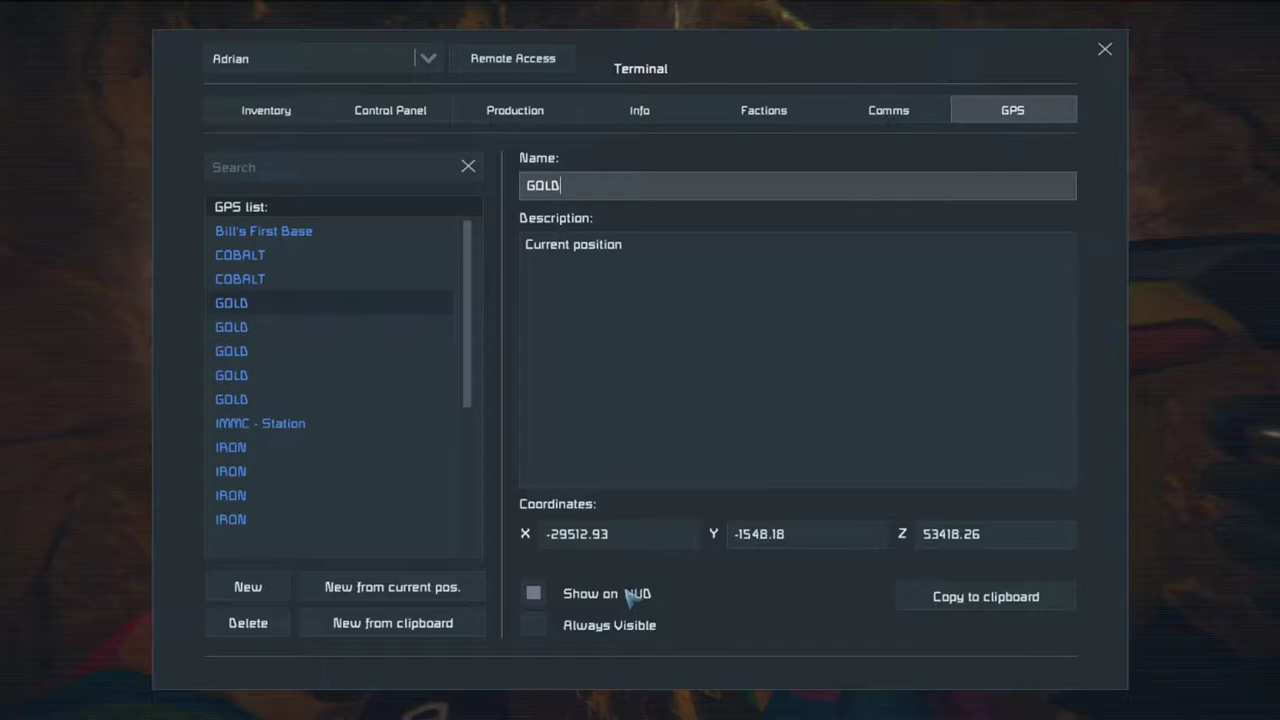 Adrian
Remote Access
Terminal
Inventory
Control Panel
Production
Info
Factions
Comms
GPS
Search
GPS list:
Bill's First Base
COBALT
COBALT
GOLD
GOLD
GOLD
GOLD
GOLD
IMMC - Station
IRON
IRON
IRON
IRON
New
New from current pos.
Delete
New from clipboard
Name:
GOLD
Description:
Current position
Coordinates:
X -29512.93 Y -1548.18 Z 53418.26
Show on HUD
Copy to clipboard
Always Visible